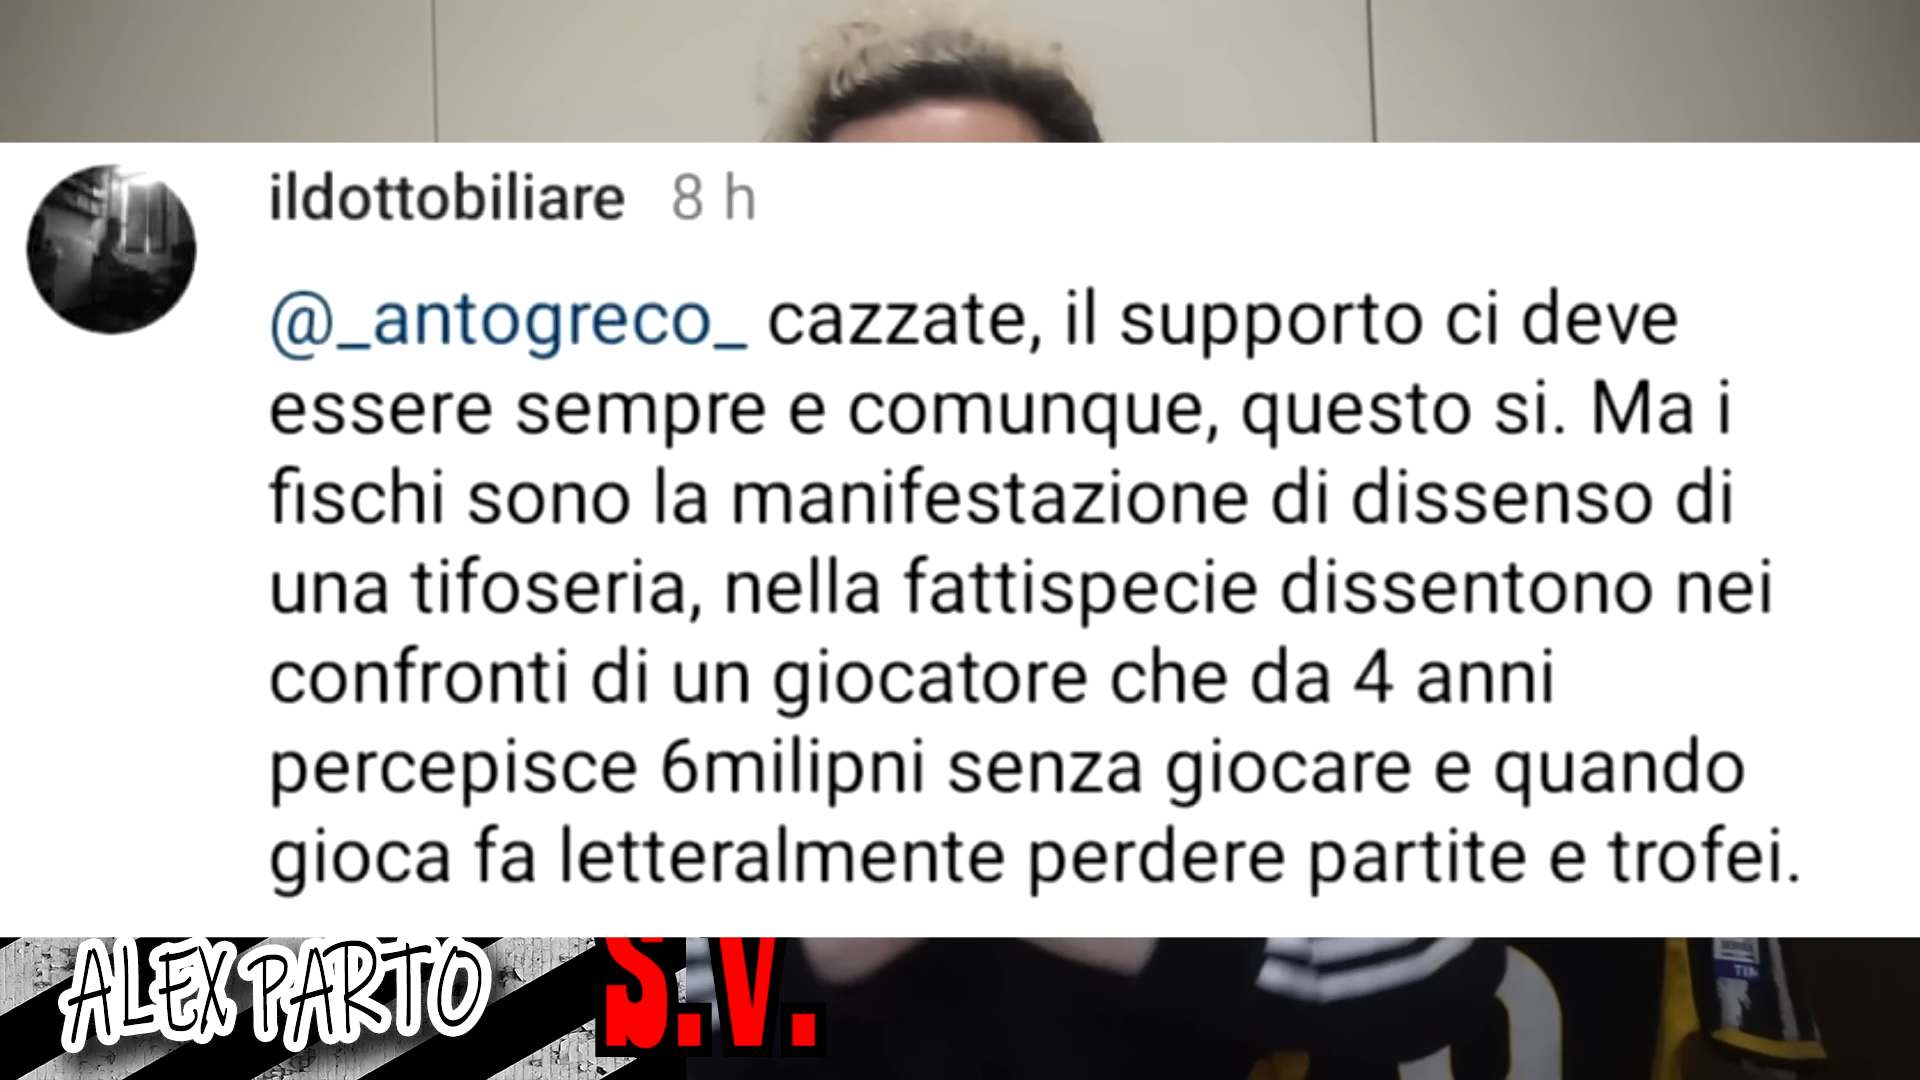 ildottobiliare 8 h
@_antogreco_ cazzate, il supporto ci deve
essere sempre e comunque, questo si. Ma i
fischi sono la manifestazione di dissenso di
una tifoseria, nella fattispecie dissentono nei
confronti di un giocatore che da 4 anni
percepisce 6milipni senza giocare e quando
gioca fa letteralmente perdere partite e trofei.
ALEX PARTO S.V.
TIM